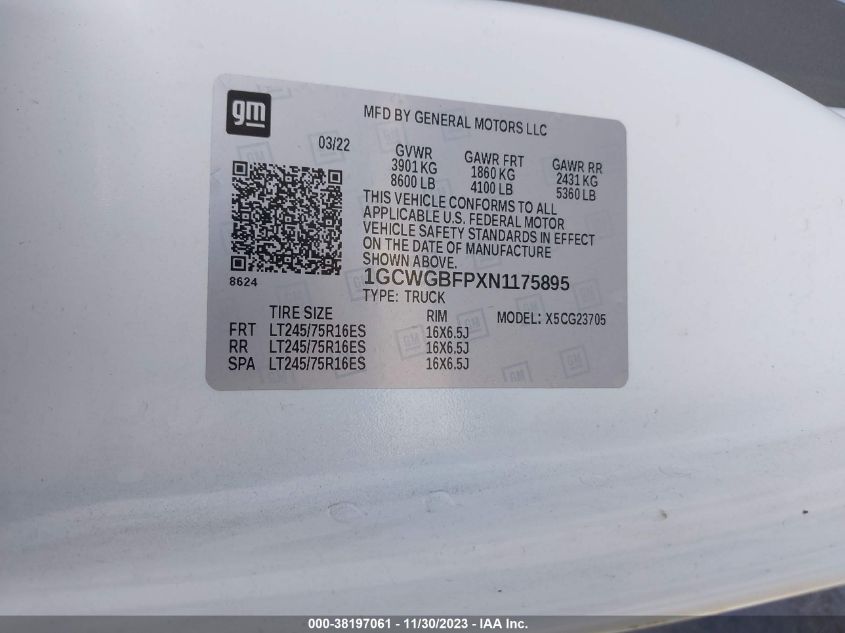 gm
MFD BY GENERAL MOTORS LLC
03/22
GVWR GAWR FRT GAWR RR
3901 KG 1860 KG 2431 KG
8600 LB 4100 LB 5360 LB
THIS VEHICLE CONFORMS TO ALL
APPLICABLE U.S. FEDERAL MOTOR
VEHICLE SAFETY STANDARDS IN EFFECT
ON THE DATE OF MANUFACTURE
SHOWN ABOVE.
8624
1GCWGBFPXN1175895
TYPE: TRUCK
TIRE SIZE RIM MODEL: X5CG23705
FRT LT245/75R16ES 16X6.5J
RR LT245/75R16ES 16X6.5J
SPA LT245/75R16ES 16X6.5J
000-38197061 - 11/30/2023 - IAA Inc.